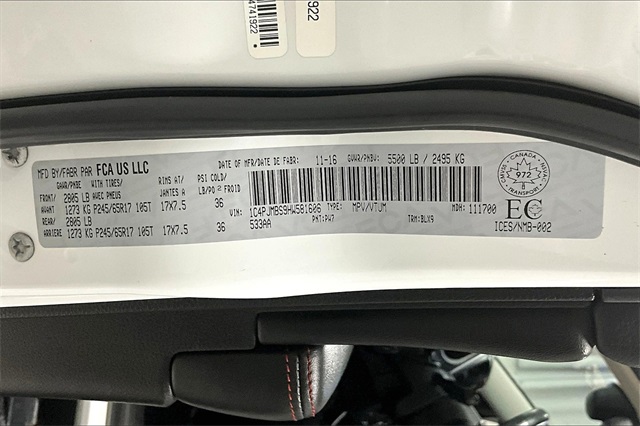 4741922
922
MFD BY/FABR PAR FCA US LLC
DATE OF MFR/DATE DE FABR: 11-16 GVWR/PNBV: 5500 LB / 2495 KG
GAWR/PNBE: WITH TIRES/ RIMS AT/ PSI COLD/
FRONT/ 2805 LB AVEC PNEUS JANTES A LB/PO 2 FROID
AVANT 1273 KG P245/65R17 105T 17X7.5 36
REAR/ 2805 LB
ARRIERE 1273 KG P245/65R17 105T 17X7.5 36
VIN: 1C4PJMBS9HW581606 TYPE: MPV/VTUM MDH: 111700
533AA PNT: PW7 TRM: BLX9
CANADA
972
8
TRANSPORT
EC
ICES/NMB-002